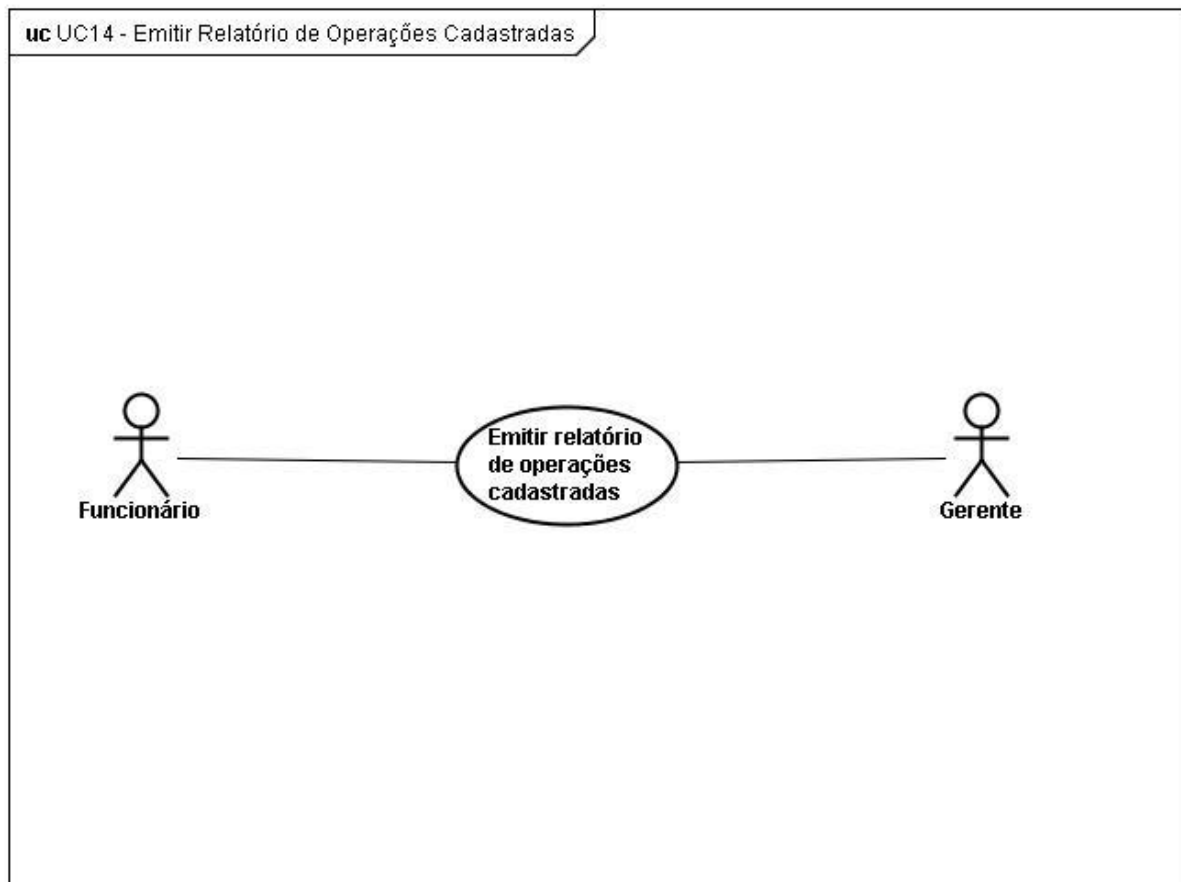 uc UC14 - Emitir Relatório de Operações Cadastradas
Emitir relatório
de operações
cadastradas
Funcionário
Gerente